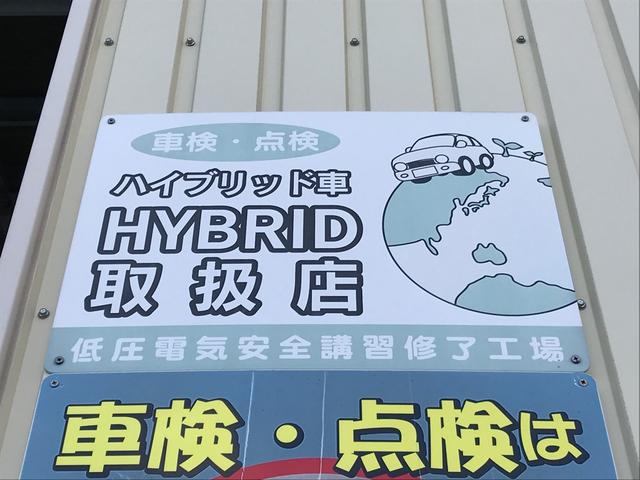 車検・点検
ハイブリッド車
HYBRID
取扱店
低圧電気安全講習修了工場
車検・点検は